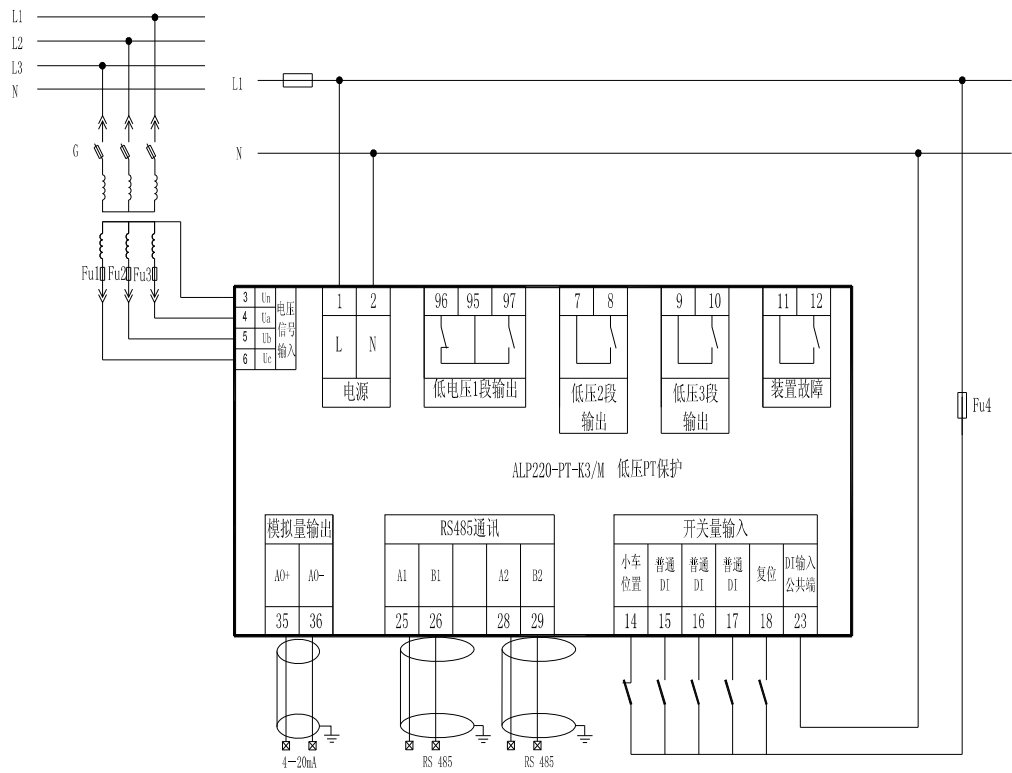 L1
L2
L3
N
L1
N
G
Fu1 Fu2 Fu3
3 Un
4 Ua
5 Ub
6 Uc
电压
信号
输入
1 2
L N
电源
96 95 97
低电压1段输出
7 8
低压2段
输出
9 10
低压3段
输出
11 12
装置故障
Fu4
ALP220-PT-K3/M 低压PT保护
模拟量输出
AO+ AO-
35 36
RS485通讯
A1 B1 A2 B2
25 26 28 29
开关量输入
小车
位置
普通
DI
普通
DI
普通
DI
复位
DI输入
公共端
14 15 16 17 18 23
4—20mA
RS 485
RS 485